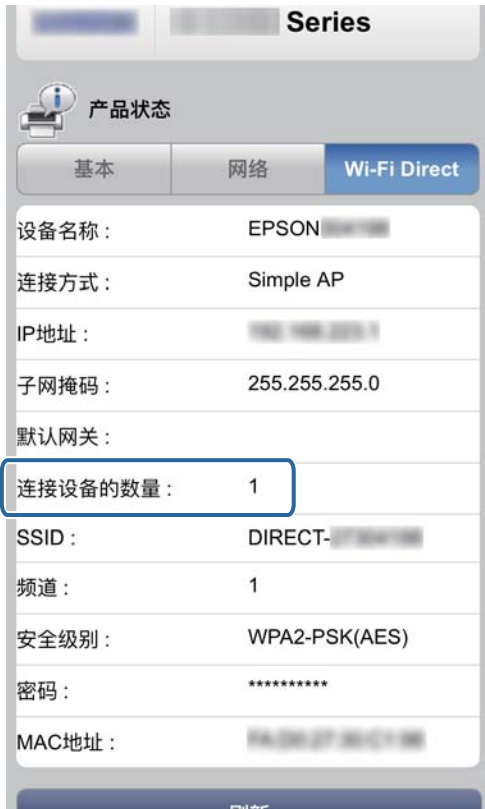 Series
产品状态
基本 网络 Wi-Fi Direct
设备名称 : EPSON
连接方式 : Simple AP
IP地址 :
子网掩码 : 255.255.255.0
默认网关 :
连接设备的数量 : 1
SSID : DIRECT-
频道 : 1
安全级别 : WPA2-PSK(AES)
密码 : **********
MAC地址 :
刷新